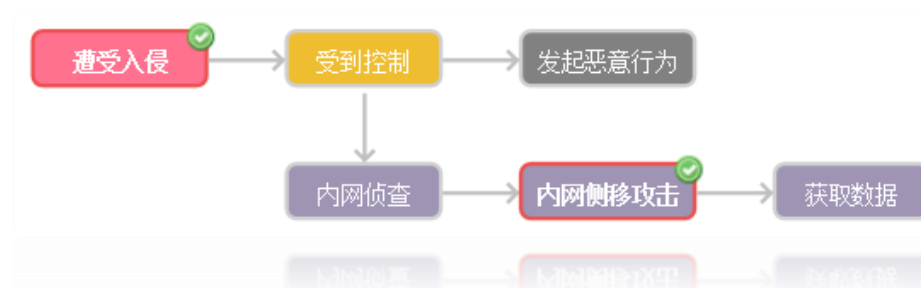 遭受入侵
受到控制
发起恶意行为
内网侦查
内网侧移攻击
获取数据